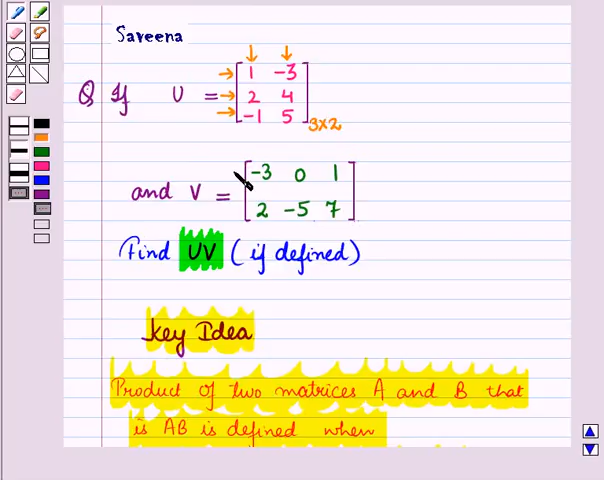 Saveena
Q If U = [ 1 -3
2 4
-1 5 ] 3x2
and V = [ -3 0 1
2 -5 7 ]
Find UV (if defined)
Key Idea
Product of two matrices A and B that
is AB is defined when